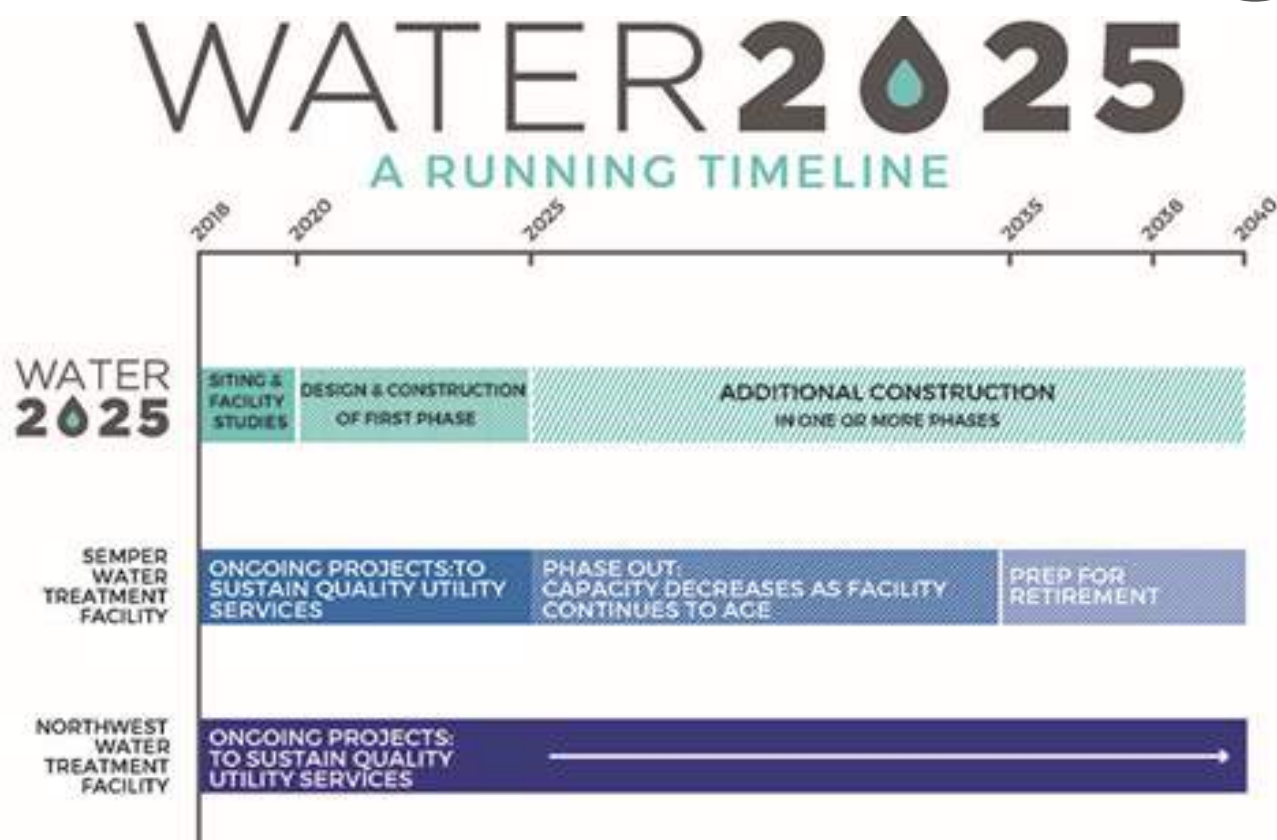 WATER 2025
A RUNNING TIMELINE
2018 2020 2025 2035 2038 2040
WATER
2025
SITING &
FACILITY
STUDIES
DESIGN & CONSTRUCTION
OF FIRST PHASE
ADDITIONAL CONSTRUCTION
IN ONE OR MORE PHASES
SEMPER
WATER
TREATMENT
FACILITY
ONGOING PROJECTS:TO
SUSTAIN QUALITY UTILITY
SERVICES
PHASE OUT:
CAPACITY DECREASES AS FACILITY
CONTINUES TO AGE
PREP FOR
RETIREMENT
NORTHWEST
WATER
TREATMENT
FACILITY
ONGOING PROJECTS:
TO SUSTAIN QUALITY
UTILITY SERVICES